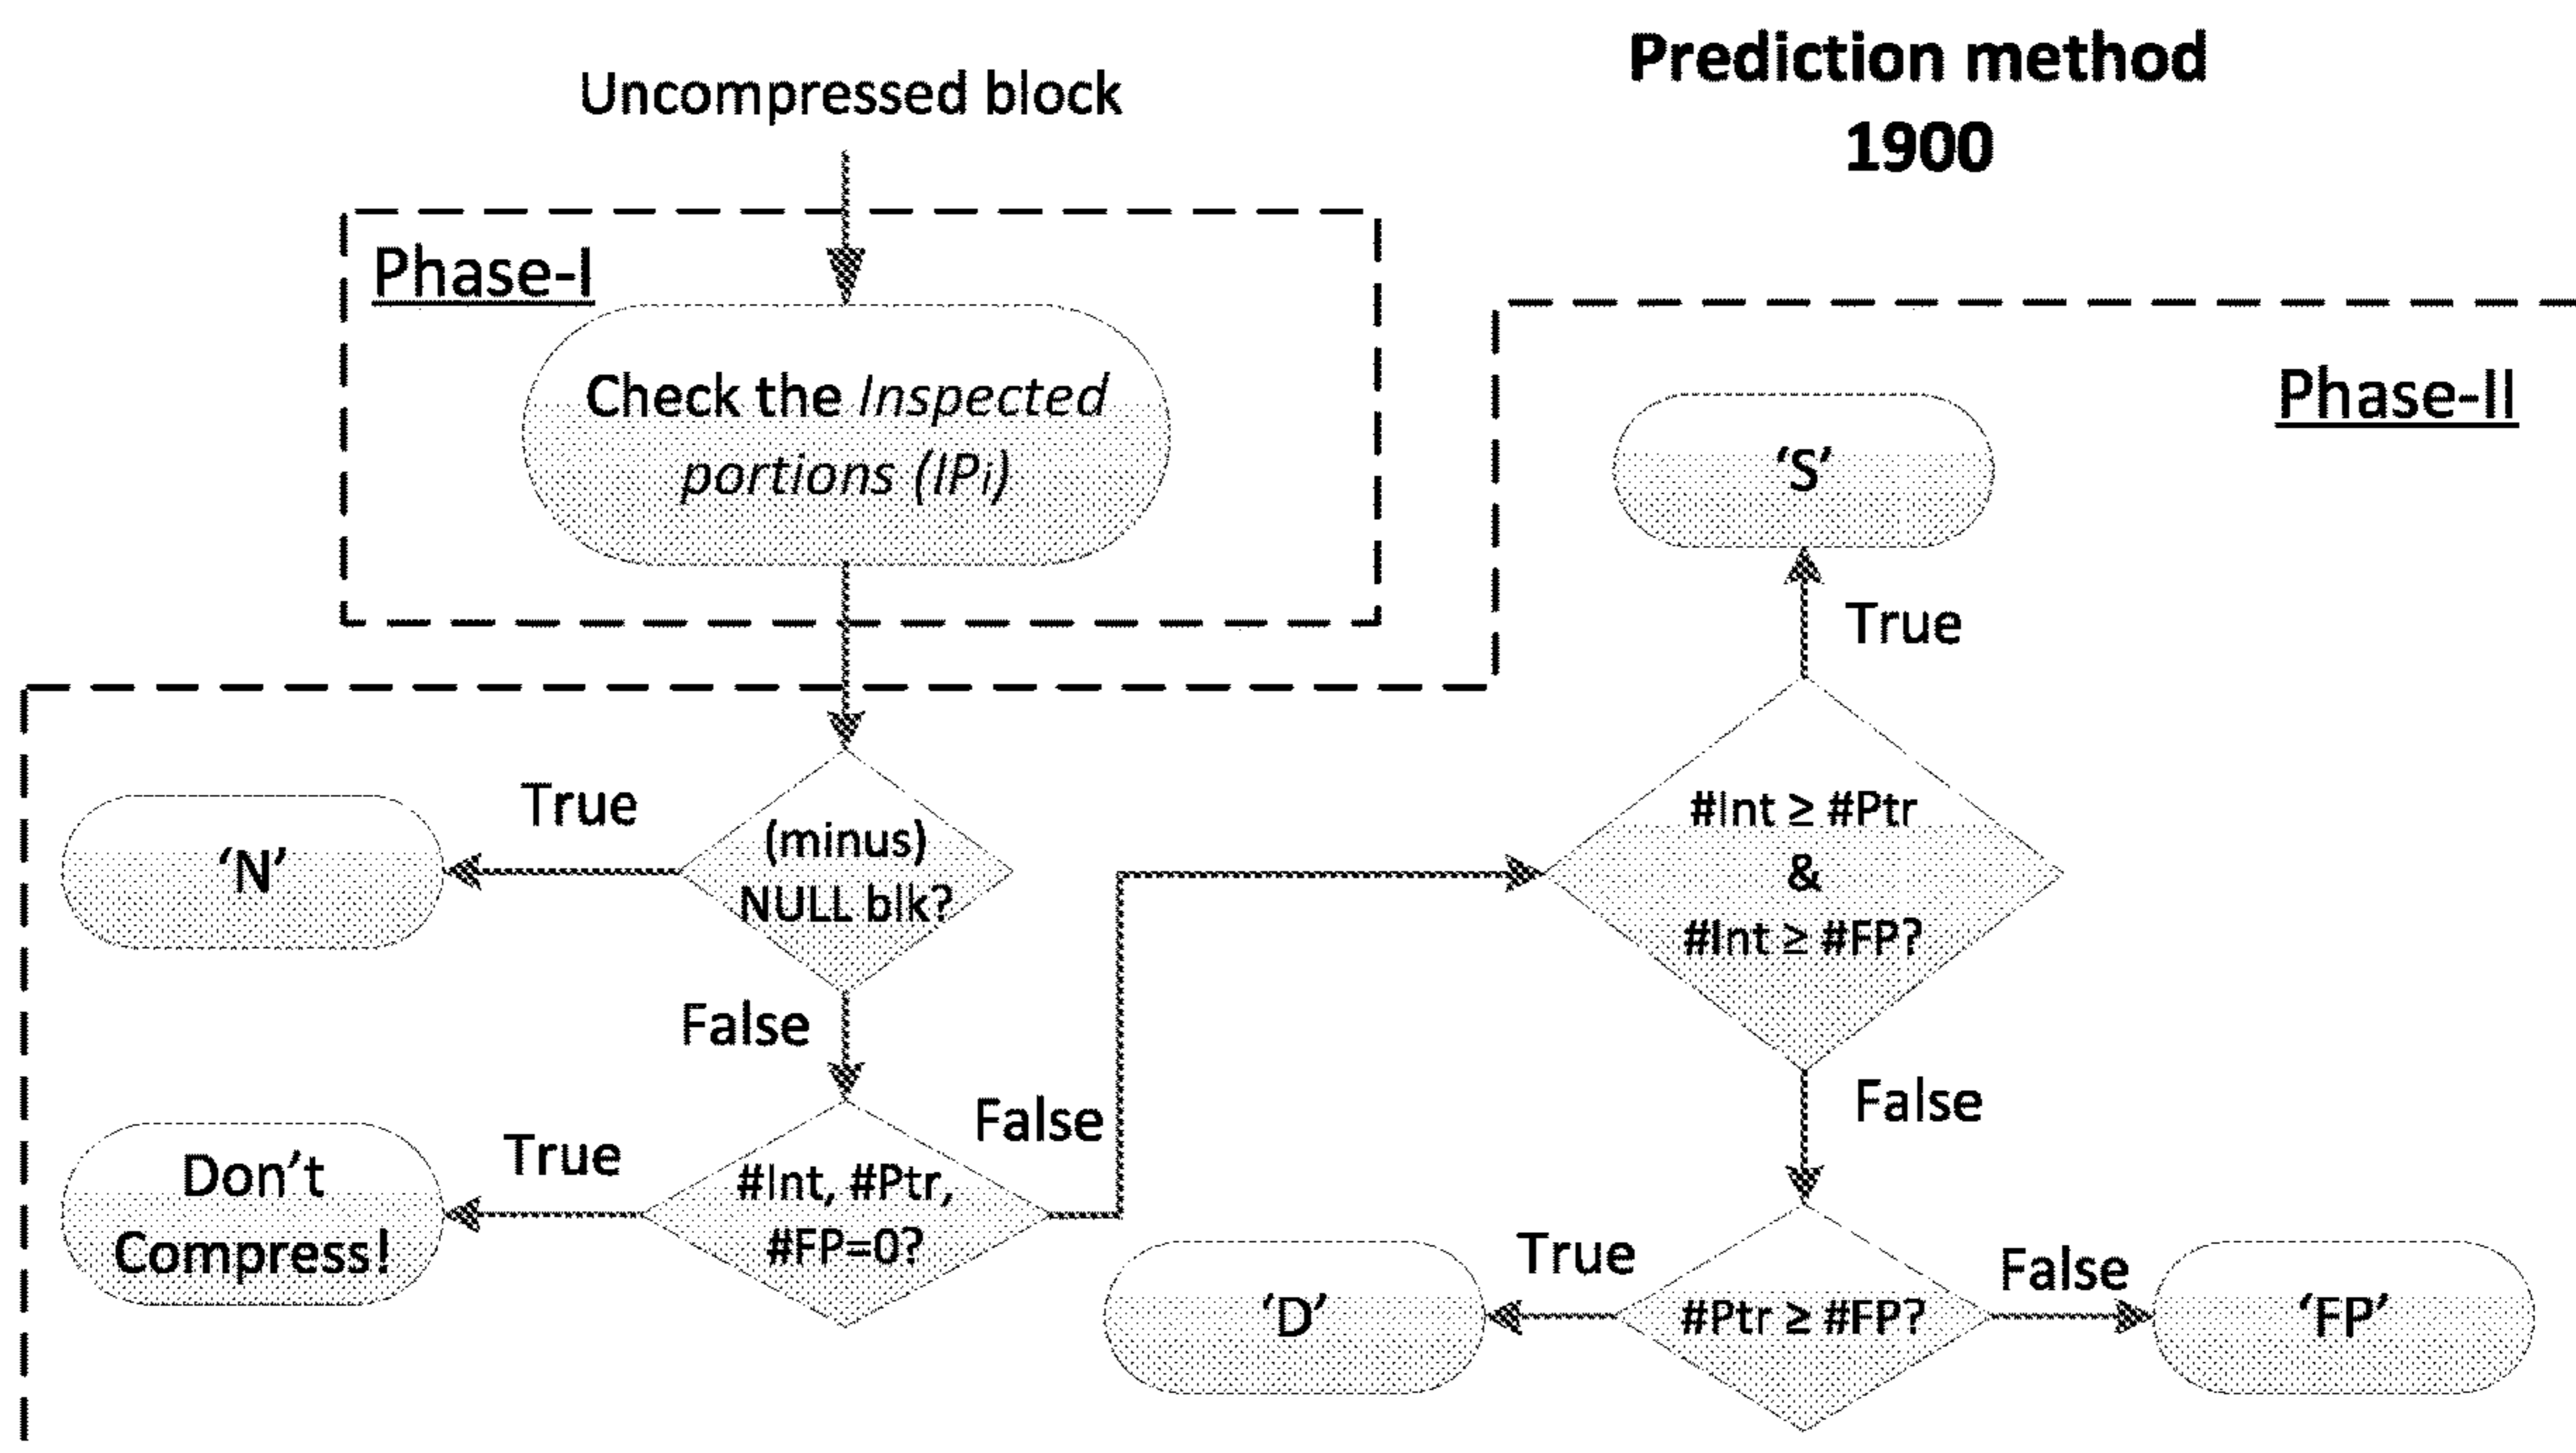 Prediction method
1900
Uncompressed block
Phase-I
Check the Inspected
portions (IPi)
Phase-II
'S'
True
#Int ≥ #Ptr
&
#Int ≥ #FP?
True
(minus)
NULL blk?
'N'
False
False
False
True
#Int, #Ptr,
#FP=0?
Don't
Compress!
True
#Ptr ≥ #FP?
False
'D'
'FP'